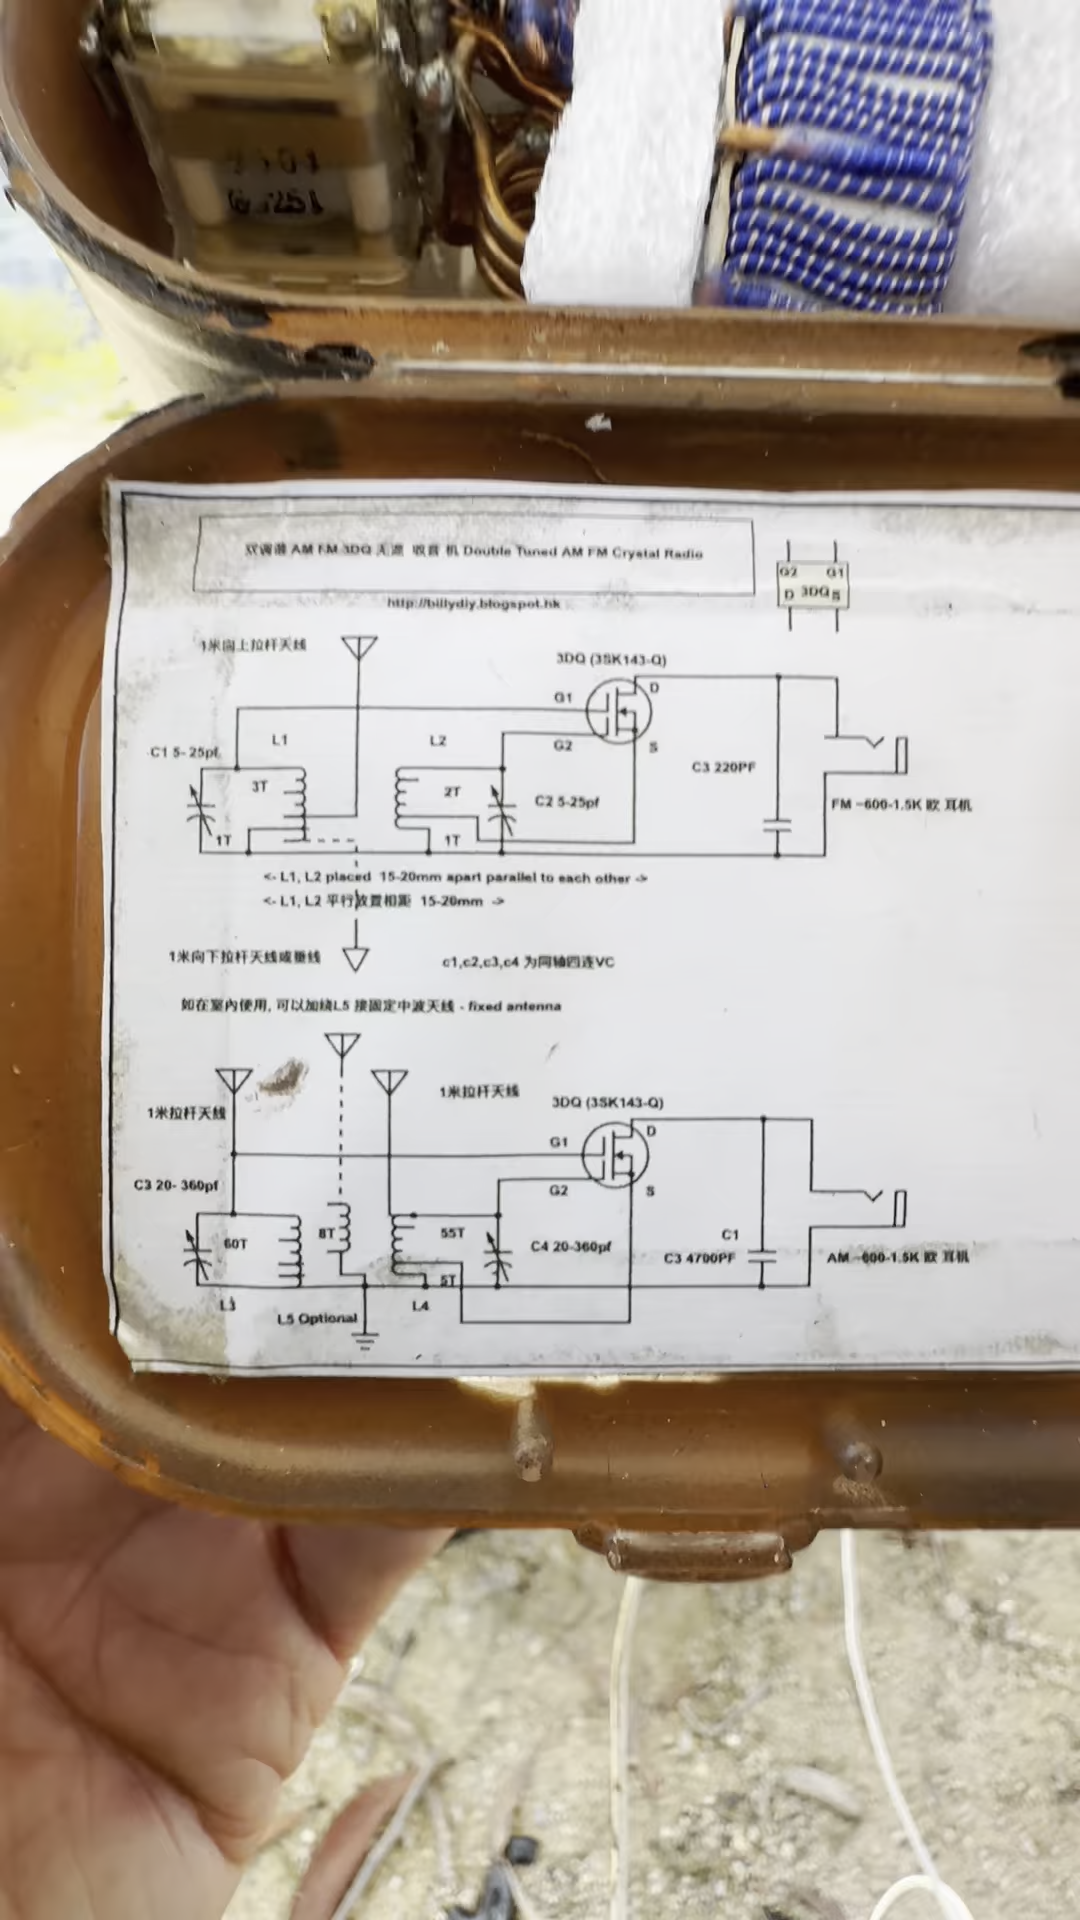 双调谐 AM FM 3DQ 无源 收音 机 Double Tuned AM FM Crystal Radio
http://billydiy.blogspot.hk
G2 G1
D 3DQ S
1米向上拉杆天线
3DQ (3SK143-Q)
D
G1
G2
S
C1 5-25pf
L1
L2
3T
2T
C2 5-25pf
C3 220PF
FM -600-1.5K 欧 耳机
1T
1T
<- L1, L2 placed 15-20mm apart parallel to each other ->
<- L1, L2 平行放置相距 15-20mm ->
1米向下拉杆天线或垂线
c1,c2,c3,c4 为同轴四连VC
如在室内使用, 可以加绕L5 接固定中波天线 - fixed antenna
1米拉杆天线
1米拉杆天线
3DQ (3SK143-Q)
D
G1
G2
S
C3 20- 360pf
60T
8T
55T
C4 20-360pf
C1
C3 4700PF
AM -600-1.5K 欧 耳机
5T
L3
L5 Optional
L4